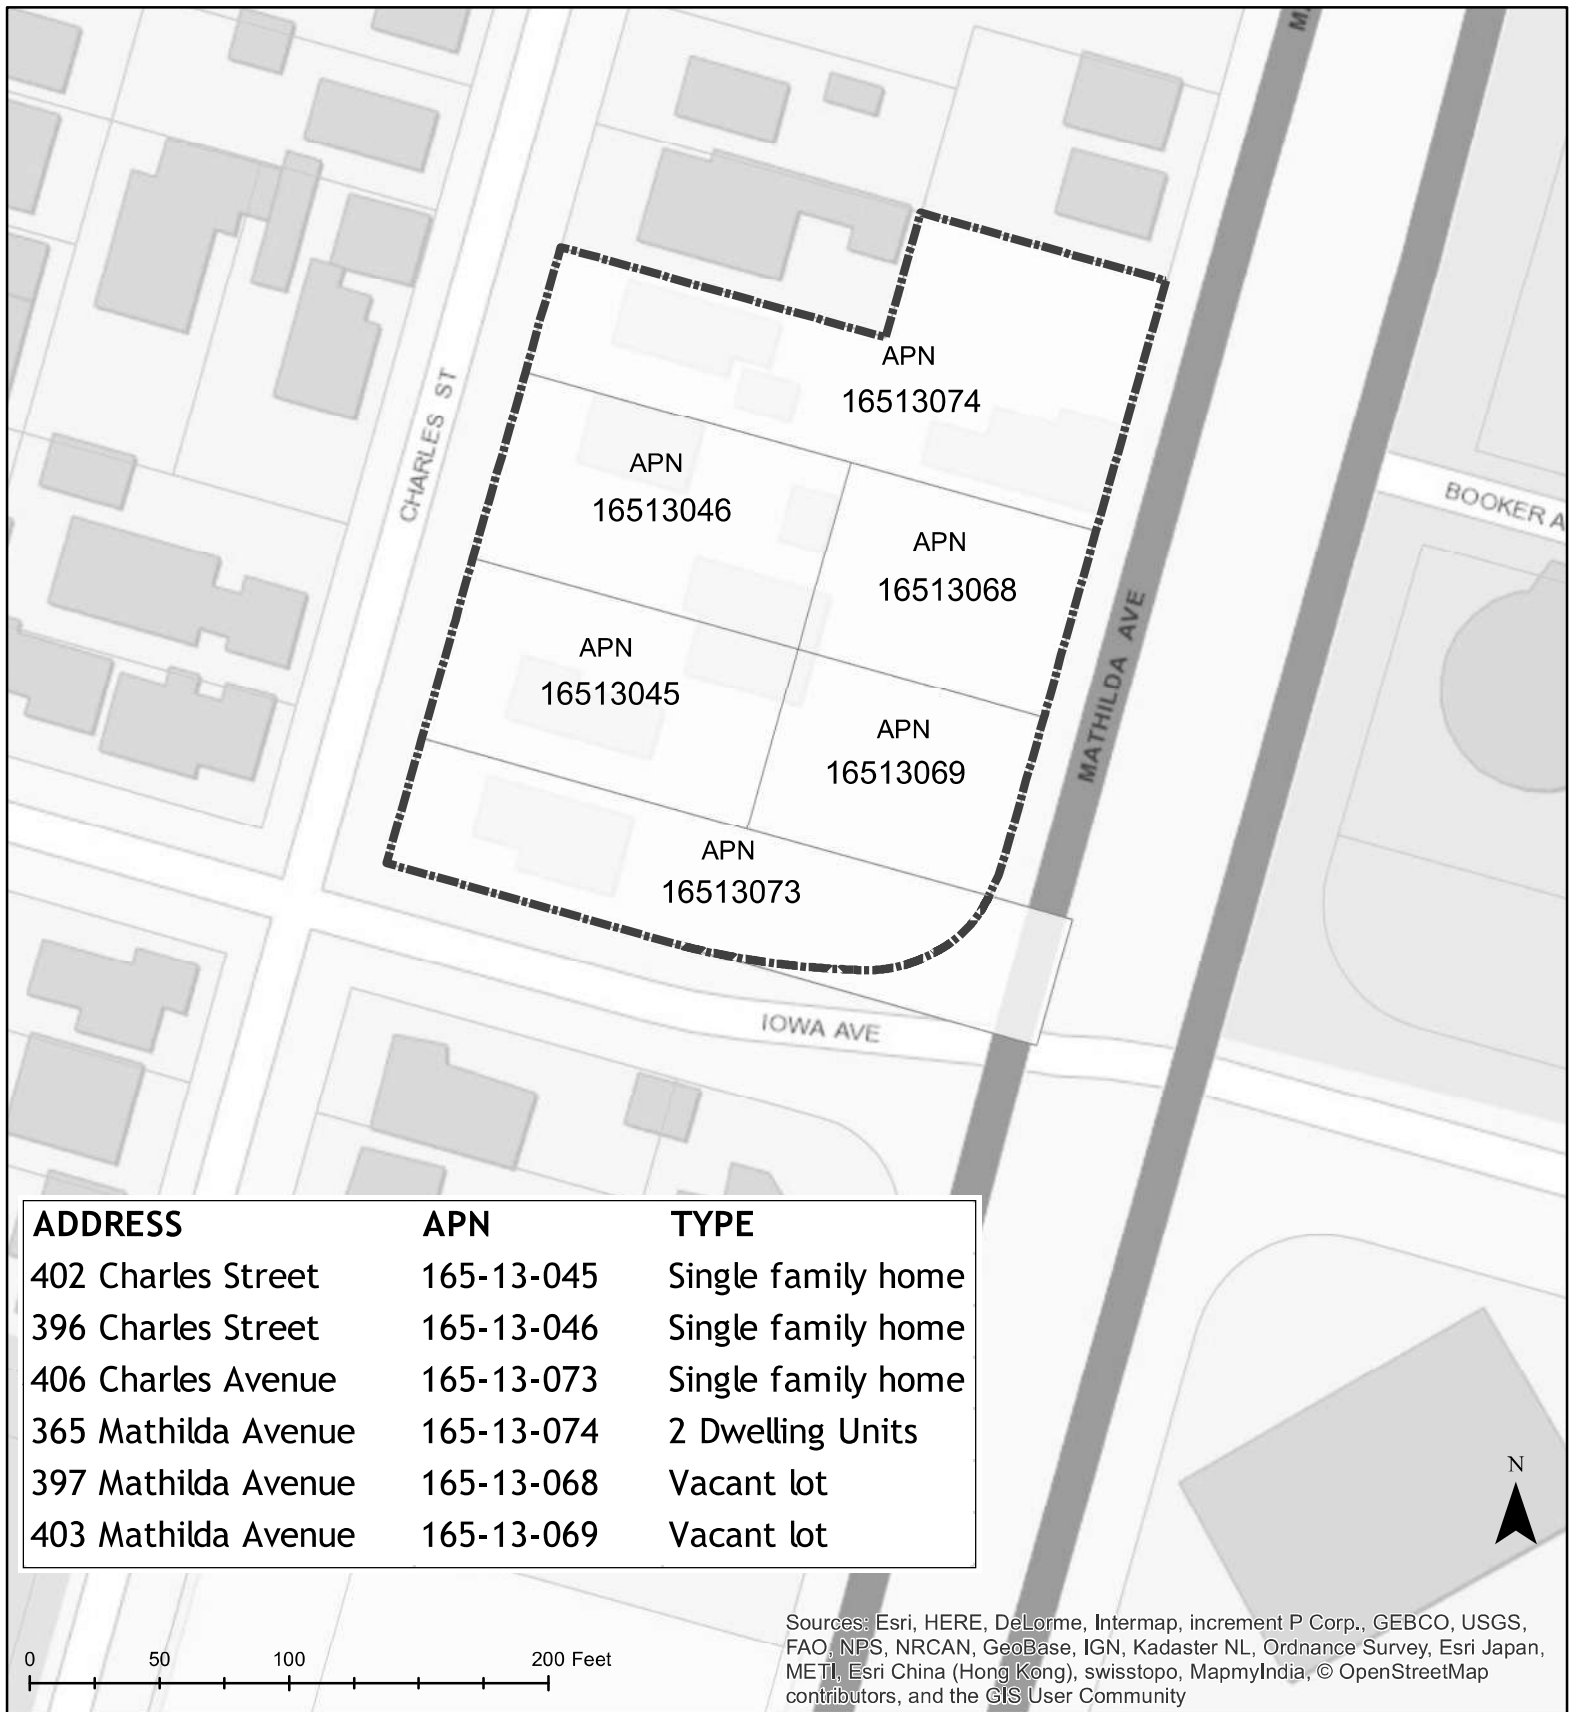 M
APN
16513074
CHARLES ST
APN
16513046
BOOKER A
APN
16513068
MATHILDA AVE
APN
16513045
APN
16513069
APN
16513073
IOWA AVE
ADDRESS APN TYPE
402 Charles Street 165-13-045 Single family home
396 Charles Street 165-13-046 Single family home
406 Charles Avenue 165-13-073 Single family home
365 Mathilda Avenue 165-13-074 2 Dwelling Units
397 Mathilda Avenue 165-13-068 Vacant lot
403 Mathilda Avenue 165-13-069 Vacant lot
N
0 50 100 200 Feet
Sources: Esri, HERE, DeLorme, Intermap, increment P Corp., GEBCO, USGS,
FAO, NPS, NRCAN, GeoBase, IGN, Kadaster NL, Ordnance Survey, Esri Japan,
METI, Esri China (Hong Kong), swisstopo, MapmyIndia, © OpenStreetMap
contributors, and the GIS User Community